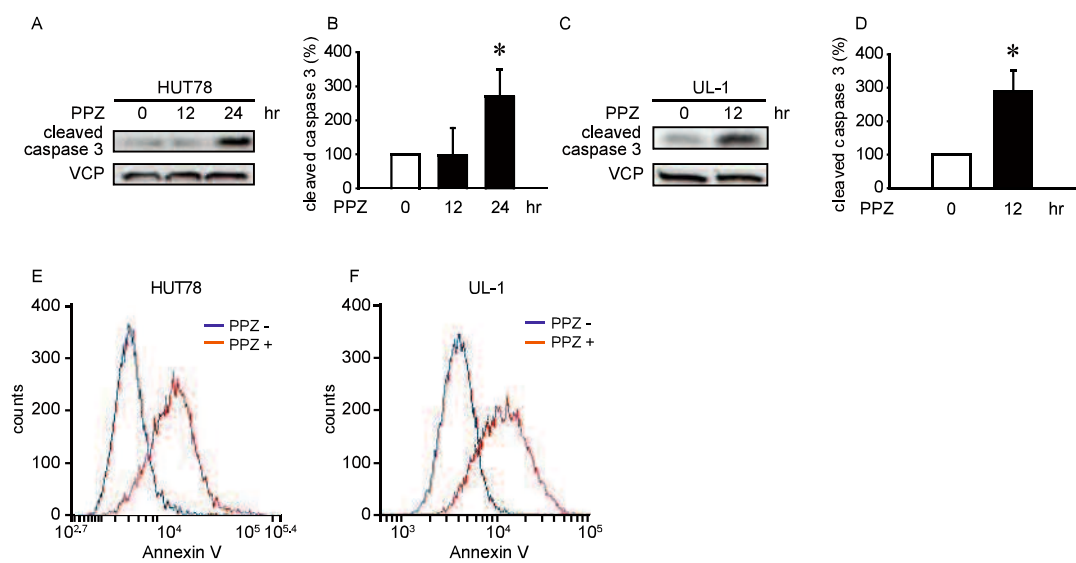 A
HUT78
PPZ 0 12 24 hr
cleaved
caspase 3
VCP
B
cleaved caspase 3 (%)
400
300
200
100
0
*
PPZ 0 12 24 hr
C
UL-1
PPZ 0 12 hr
cleaved
caspase 3
VCP
D
cleaved caspase 3 (%)
400
300
200
100
0
*
PPZ 0 12 hr
E
HUT78
PPZ -
PPZ +
counts
400
300
200
100
0
10^2.7 10^4 10^5 10^5.4
Annexin V
F
UL-1
PPZ -
PPZ +
counts
400
300
200
100
0
10^3 10^4 10^5
Annexin V